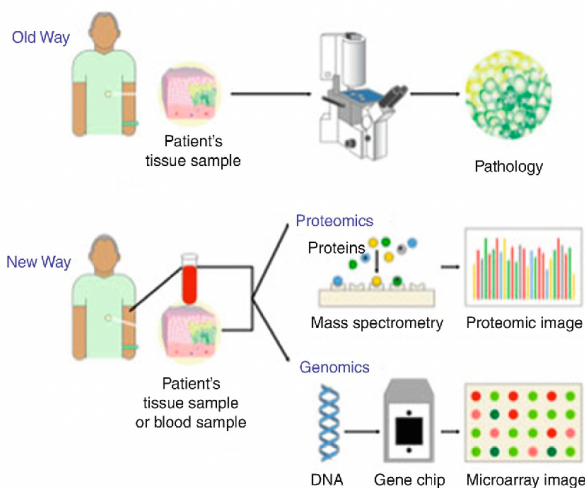 Old Way
Patient's
tissue sample
Pathology
New Way
Proteomics
Proteins
Mass spectrometry
Proteomic image
Patient's
tissue sample
or blood sample
Genomics
DNA
Gene chip
Microarray image